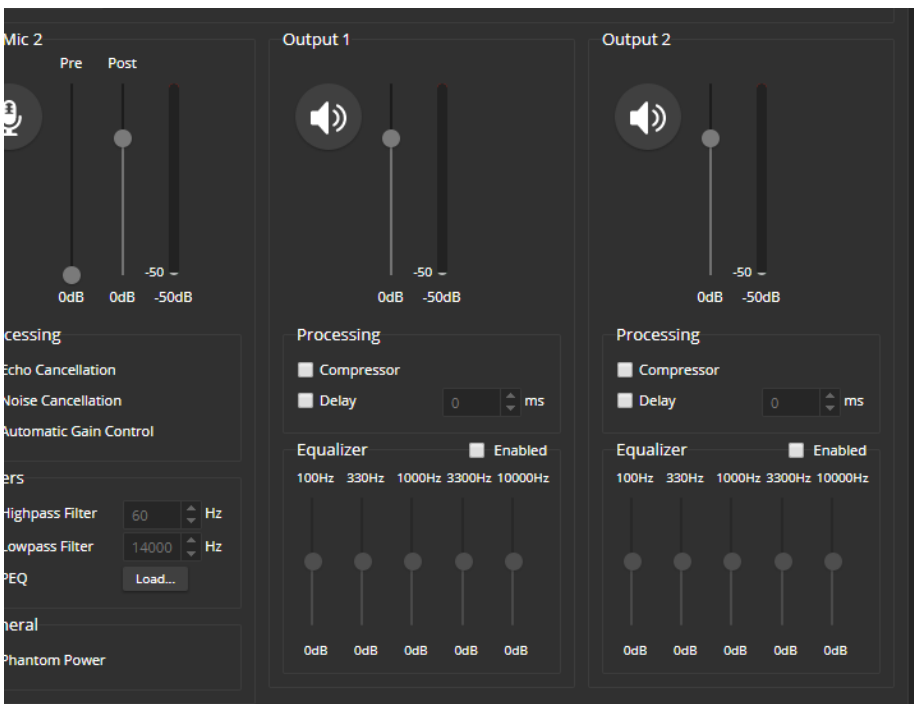 Mic 2
Pre Post
-50
0dB 0dB -50dB
cessing
Echo Cancellation
Noise Cancellation
Automatic Gain Control
ers
Highpass Filter 60 Hz
Lowpass Filter 14000 Hz
PEQ Load...
neral
Phantom Power
Output 1
-50
0dB -50dB
Processing
Compressor
Delay 0 ms
Equalizer Enabled
100Hz 330Hz 1000Hz 3300Hz 10000Hz
0dB 0dB 0dB 0dB 0dB
Output 2
-50
0dB -50dB
Processing
Compressor
Delay 0 ms
Equalizer Enabled
100Hz 330Hz 1000Hz 3300Hz 10000Hz
0dB 0dB 0dB 0dB 0dB